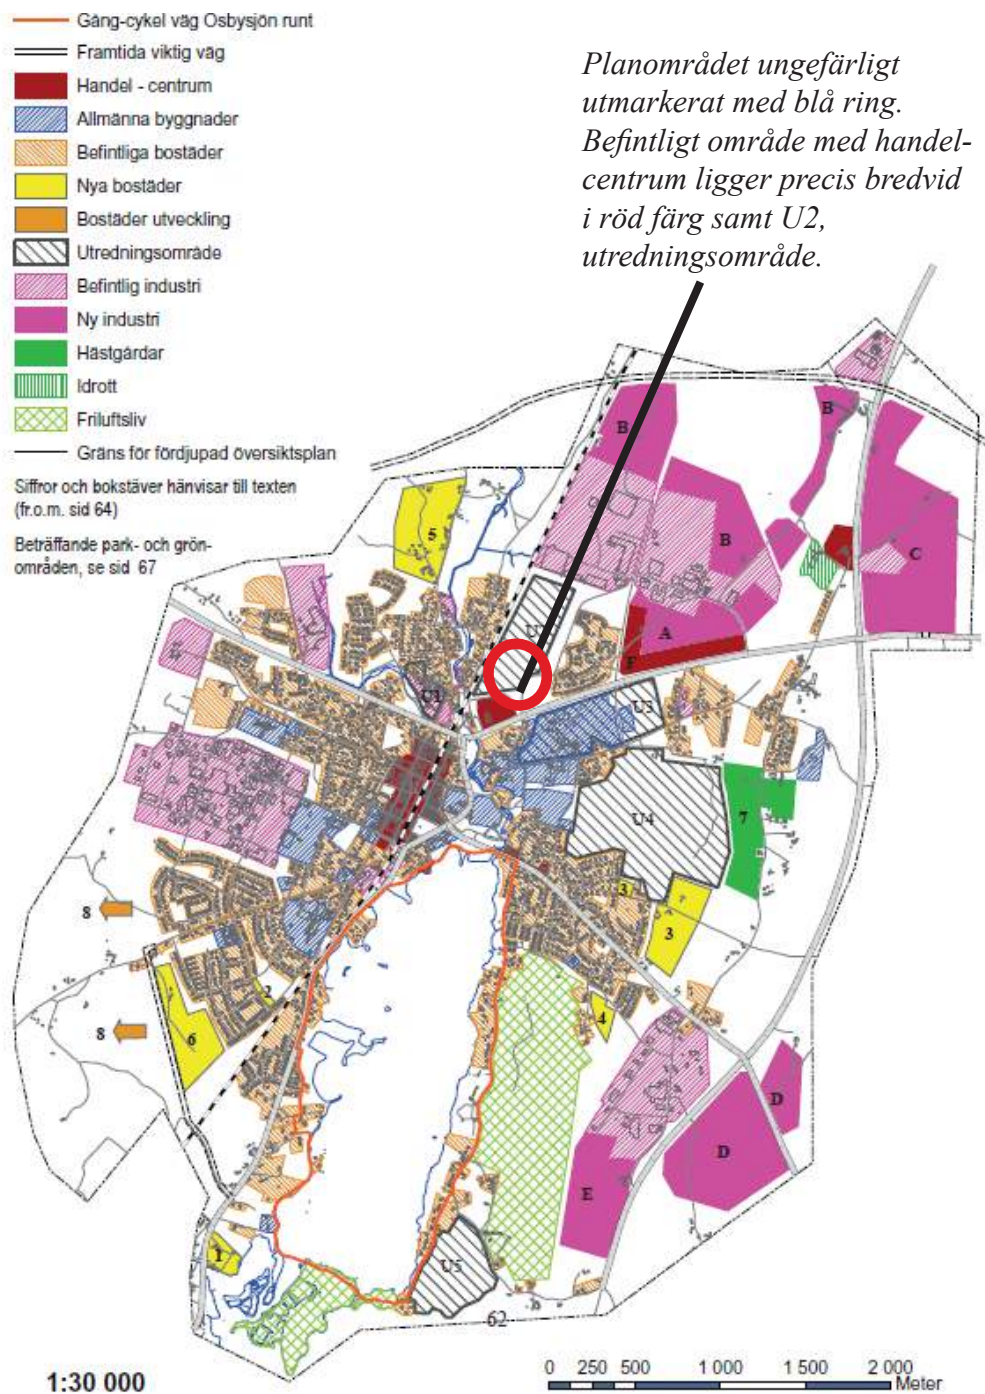 Gång-cykel väg Osbysjön runt
Framtida viktig väg
Handel - centrum
Allmänna byggnader
Befintliga bostäder
Nya bostäder
Bostäder utveckling
Utredningsområde
Befintlig industri
Ny industri
Hästgårdar
Idrott
Friluftsliv
Gräns för fördjupad översiktsplan
Siffror och bokstäver hänvisar till texten
(fr.o.m. sid 64)
Beträffande park- och grön-
områden, se sid 67
Planområdet ungefärligt
utmarkerat med blå ring.
Befintligt område med handel-
centrum ligger precis bredvid
i röd färg samt U2,
utredningsområde.
B
B
5
B
C
A
F
U1
U3
U4
7
3
3
8
2
4
6
8
D
D
E
1
U5
62
1:30 000
0 250 500 1 000 1 500 2 000
Meter